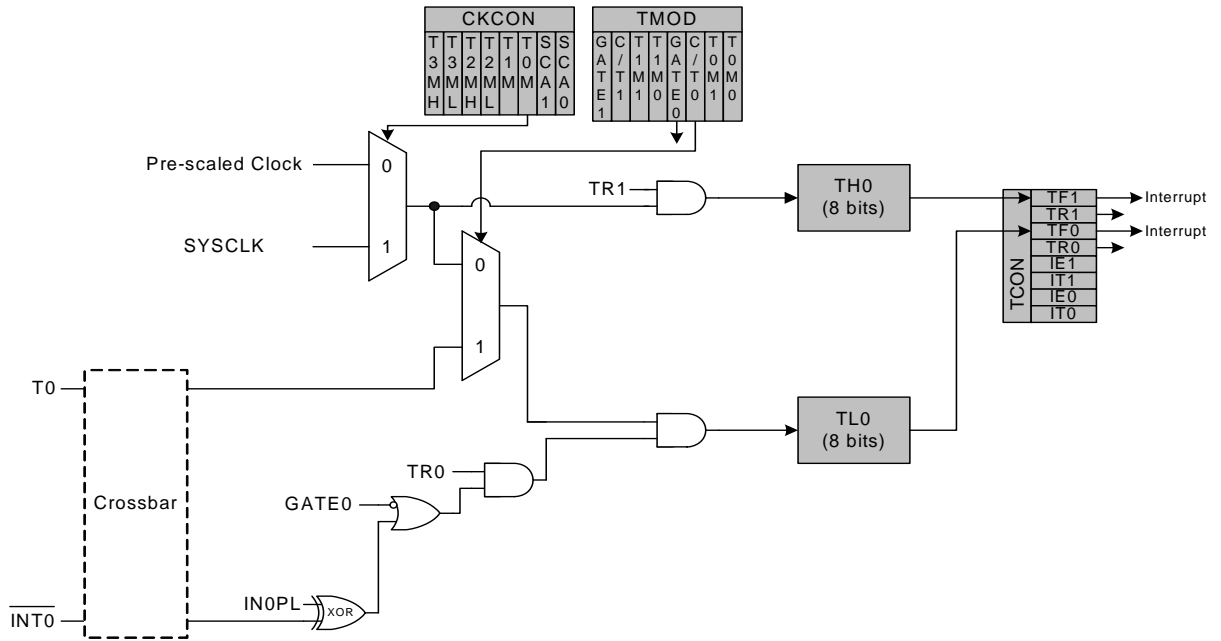 CKCON
T3MH
T3ML
T2MH
T2ML
T1M
T0M
SCA1
SCA0
TMOD
GATE1
C/T1
T1M1
T1M0
GATE0
C/T0
T0M1
T0M0
Pre-scaled Clock
0
SYSCLK
1
TR1
TH0
(8 bits)
TCON
TF1
TR1
TF0
TR0
IE1
IT1
IE0
IT0
Interrupt
Interrupt
0
1
T0
Crossbar
TR0
GATE0
TL0
(8 bits)
IN0PL
XOR
INT0